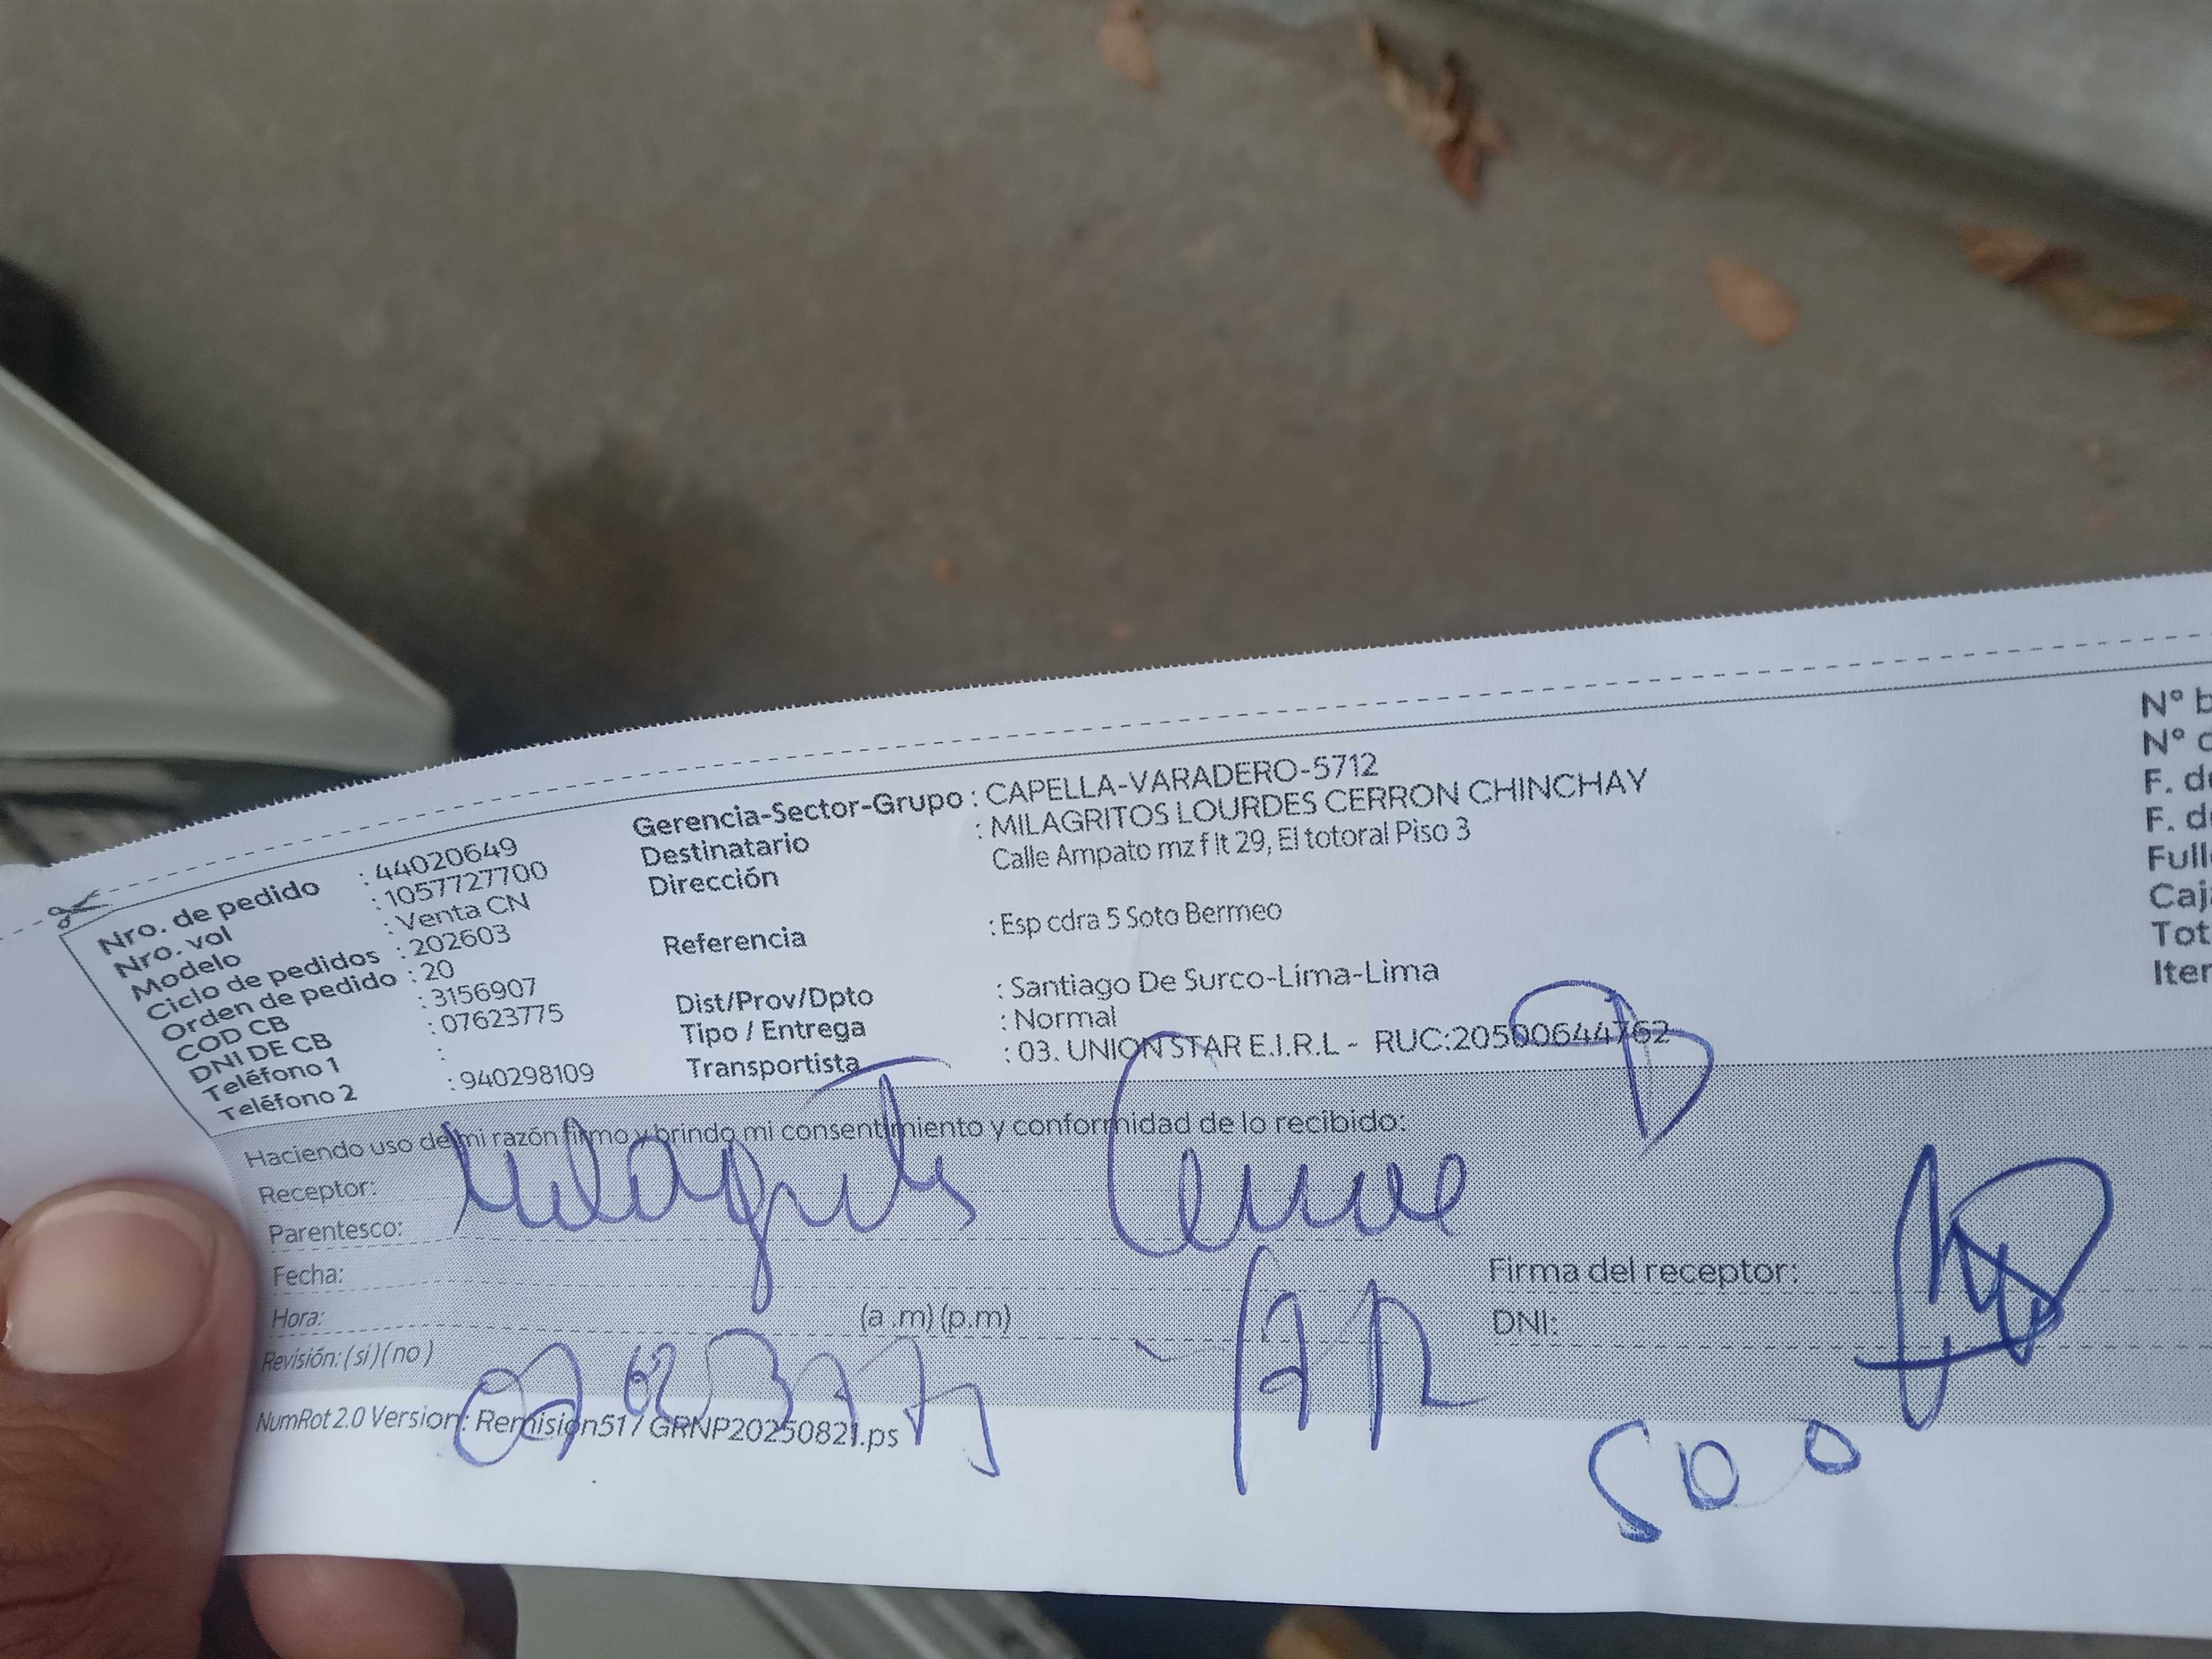 Nro. de pedido : 44020649
Nro. vol : 1057727700
Modelo : Venta CN
Ciclo de pedidos : 202603
Orden de pedido : 20
COD CB : 3156907
DNI DE CB : 07623775
Teléfono 1 :
Teléfono 2 : 940298109
Gerencia-Sector-Grupo : CAPELLA-VARADERO-5712
Destinatario : MILAGRITOS LOURDES CERRON CHINCHAY
Dirección Calle Ampato mz f lt 29, El totoral Piso 3
Referencia : Esp cdra 5 Soto Bermeo
Dist/Prov/Dpto : Santiago De Surco-Lima-Lima
Tipo / Entrega : Normal
Transportista : 03. UNION STAR E.I.R.L - RUC:20500644762
N° b
N° c
F. d
F. d
Full
Caj
Tot
Iter
Haciendo uso de mi razón firmo y brindo mi consentimiento y conformidad de lo recibido:
Receptor: Milagritos
Parentesco:
Fecha:
Hora: (a .m) (p.m)
Revisión: (si) (no)
Firma del receptor:
DNI:
NumRot 2.0 Version : Remision51 / GRNP20250821.ps